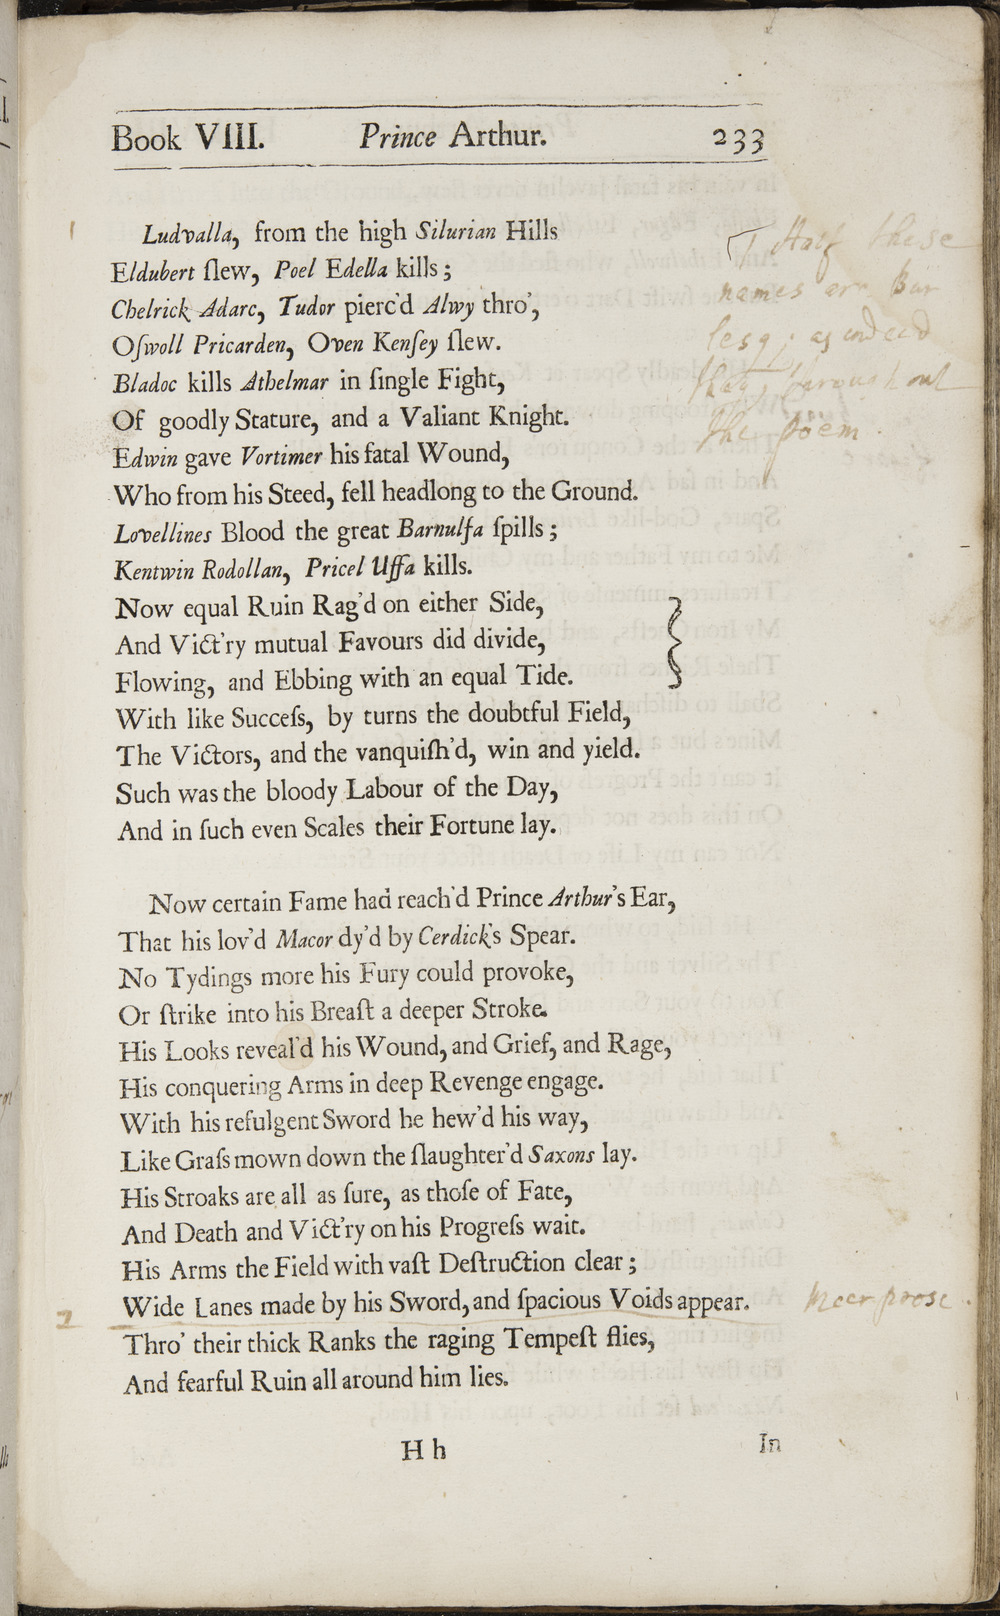 Book VIII. Prince Arthur. 233
1 Ludvalla, from the high Silurian Hills
Eldubert ſlew, Poel Edella kills;
Chelrick Adarc, Tudor pierc'd Alwy thro',
Oſwoll Pricarden, Oven Kenſey ſlew.
Bladoc kills Athelmar in ſingle Fight,
Of goodly Stature, and a Valiant Knight.
Edwin gave Vortimer his fatal Wound,
Who from his Steed, fell headlong to the Ground.
Lovellines Blood the great Barnulfa ſpills;
Kentwin Rodollan, Pricel Uffa kills.
Now equal Ruin Rag'd on either Side,
And Vict'ry mutual Favours did divide,
Flowing, and Ebbing with an equal Tide.
With like Succeſs, by turns the doubtful Field,
The Victors, and the vanquiſh'd, win and yield.
Such was the bloody Labour of the Day,
And in ſuch even Scales their Fortune lay.
Now certain Fame had reach'd Prince Arthur's Ear,
That his lov'd Macor dy'd by Cerdick's Spear.
No Tydings more his Fury could provoke,
Or ſtrike into his Breaſt a deeper Stroke.
His Looks reveal'd his Wound, and Grief, and Rage,
His conquering Arms in deep Revenge engage.
With his refulgent Sword he hew'd his way,
Like Graſs mown down the ſlaughter'd Saxons lay.
His Stroaks are all as ſure, as thoſe of Fate,
And Death and Vict'ry on his Progreſs wait.
His Arms the Field with vaſt Deſtruction clear;
2 Wide Lanes made by his Sword, and ſpacious Voids appear.
Thro' their thick Ranks the raging Tempeſt flies,
And fearful Ruin all around him lies.
H h In
1 Half these
names are Bur
lesq; as indeed
they throughout
the poem.
Meer prose.